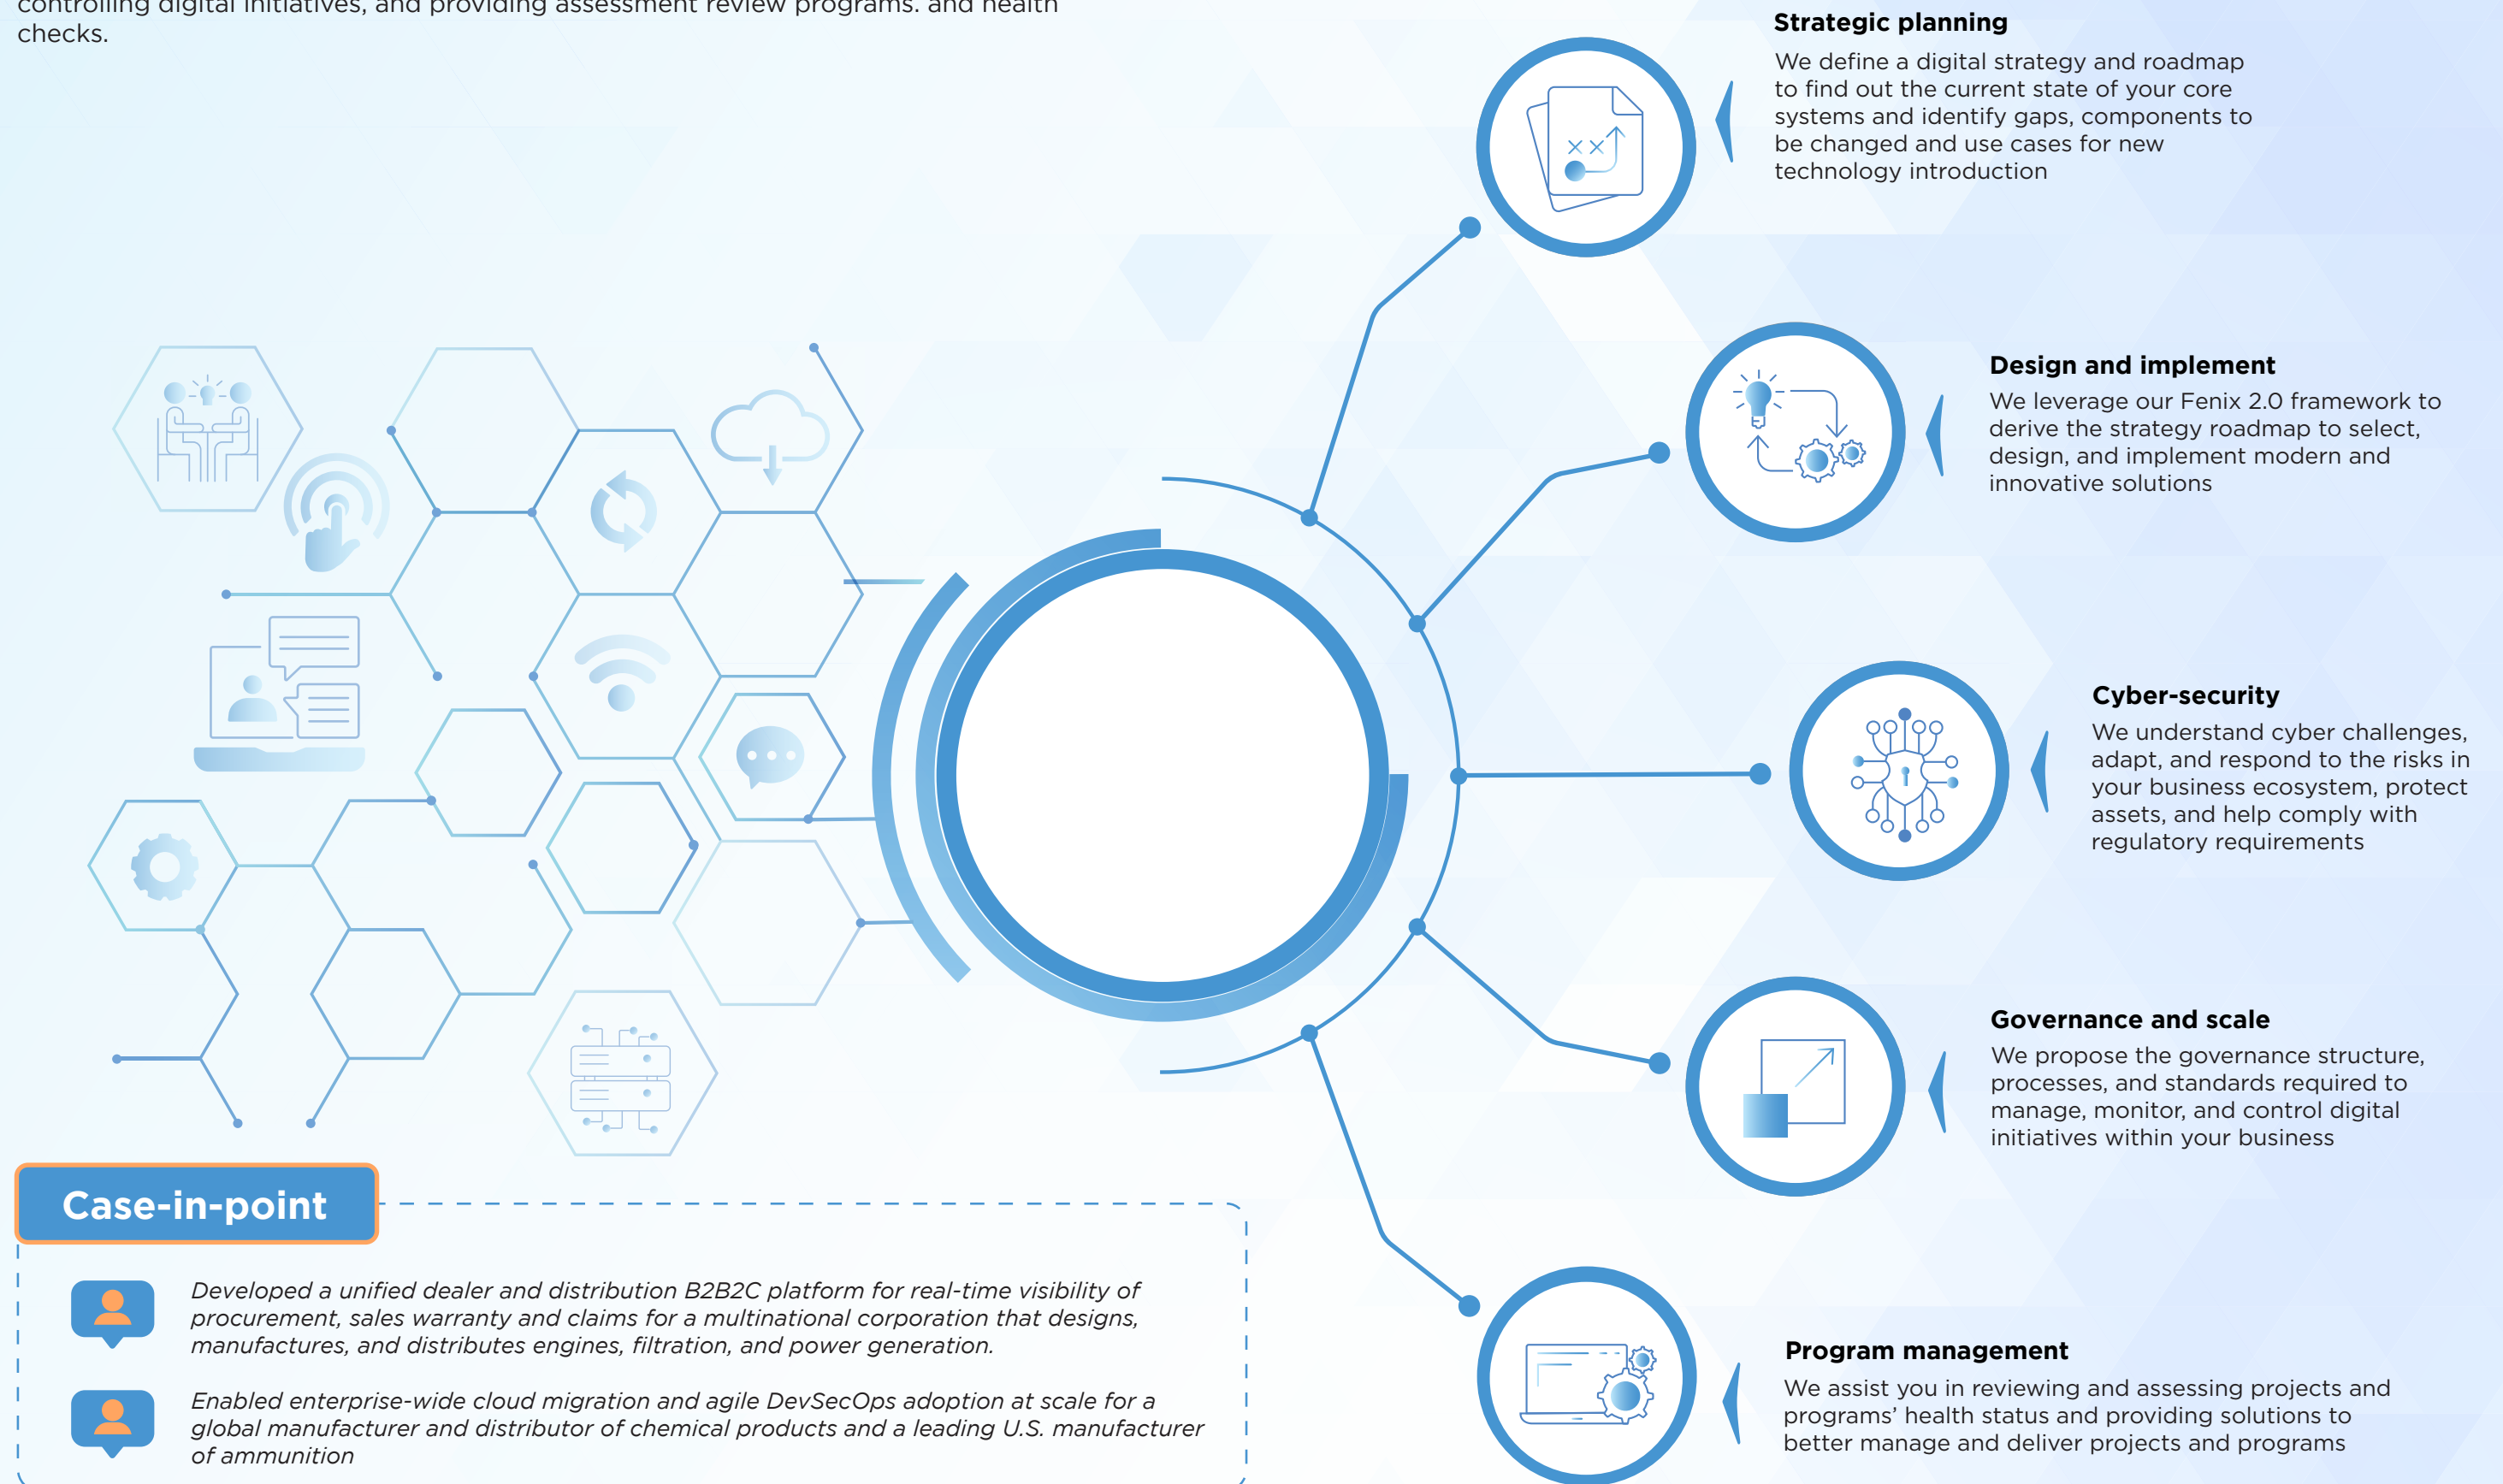 controlling digital initiatives, and providing assessment review programs. and health
checks.
Strategic planning
We define a digital strategy and roadmap
to find out the current state of your core
systems and identify gaps, components to
be changed and use cases for new
technology introduction
Design and implement
We leverage our Fenix 2.0 framework to
derive the strategy roadmap to select,
design, and implement modern and
innovative solutions
Cyber-security
We understand cyber challenges,
adapt, and respond to the risks in
your business ecosystem, protect
assets, and help comply with
regulatory requirements
Governance and scale
We propose the governance structure,
processes, and standards required to
manage, monitor, and control digital
initiatives within your business
Program management
We assist you in reviewing and assessing projects and
programs’ health status and providing solutions to
better manage and deliver projects and programs
Case-in-point
Developed a unified dealer and distribution B2B2C platform for real-time visibility of
procurement, sales warranty and claims for a multinational corporation that designs,
manufactures, and distributes engines, filtration, and power generation.
Enabled enterprise-wide cloud migration and agile DevSecOps adoption at scale for a
global manufacturer and distributor of chemical products and a leading U.S. manufacturer
of ammunition